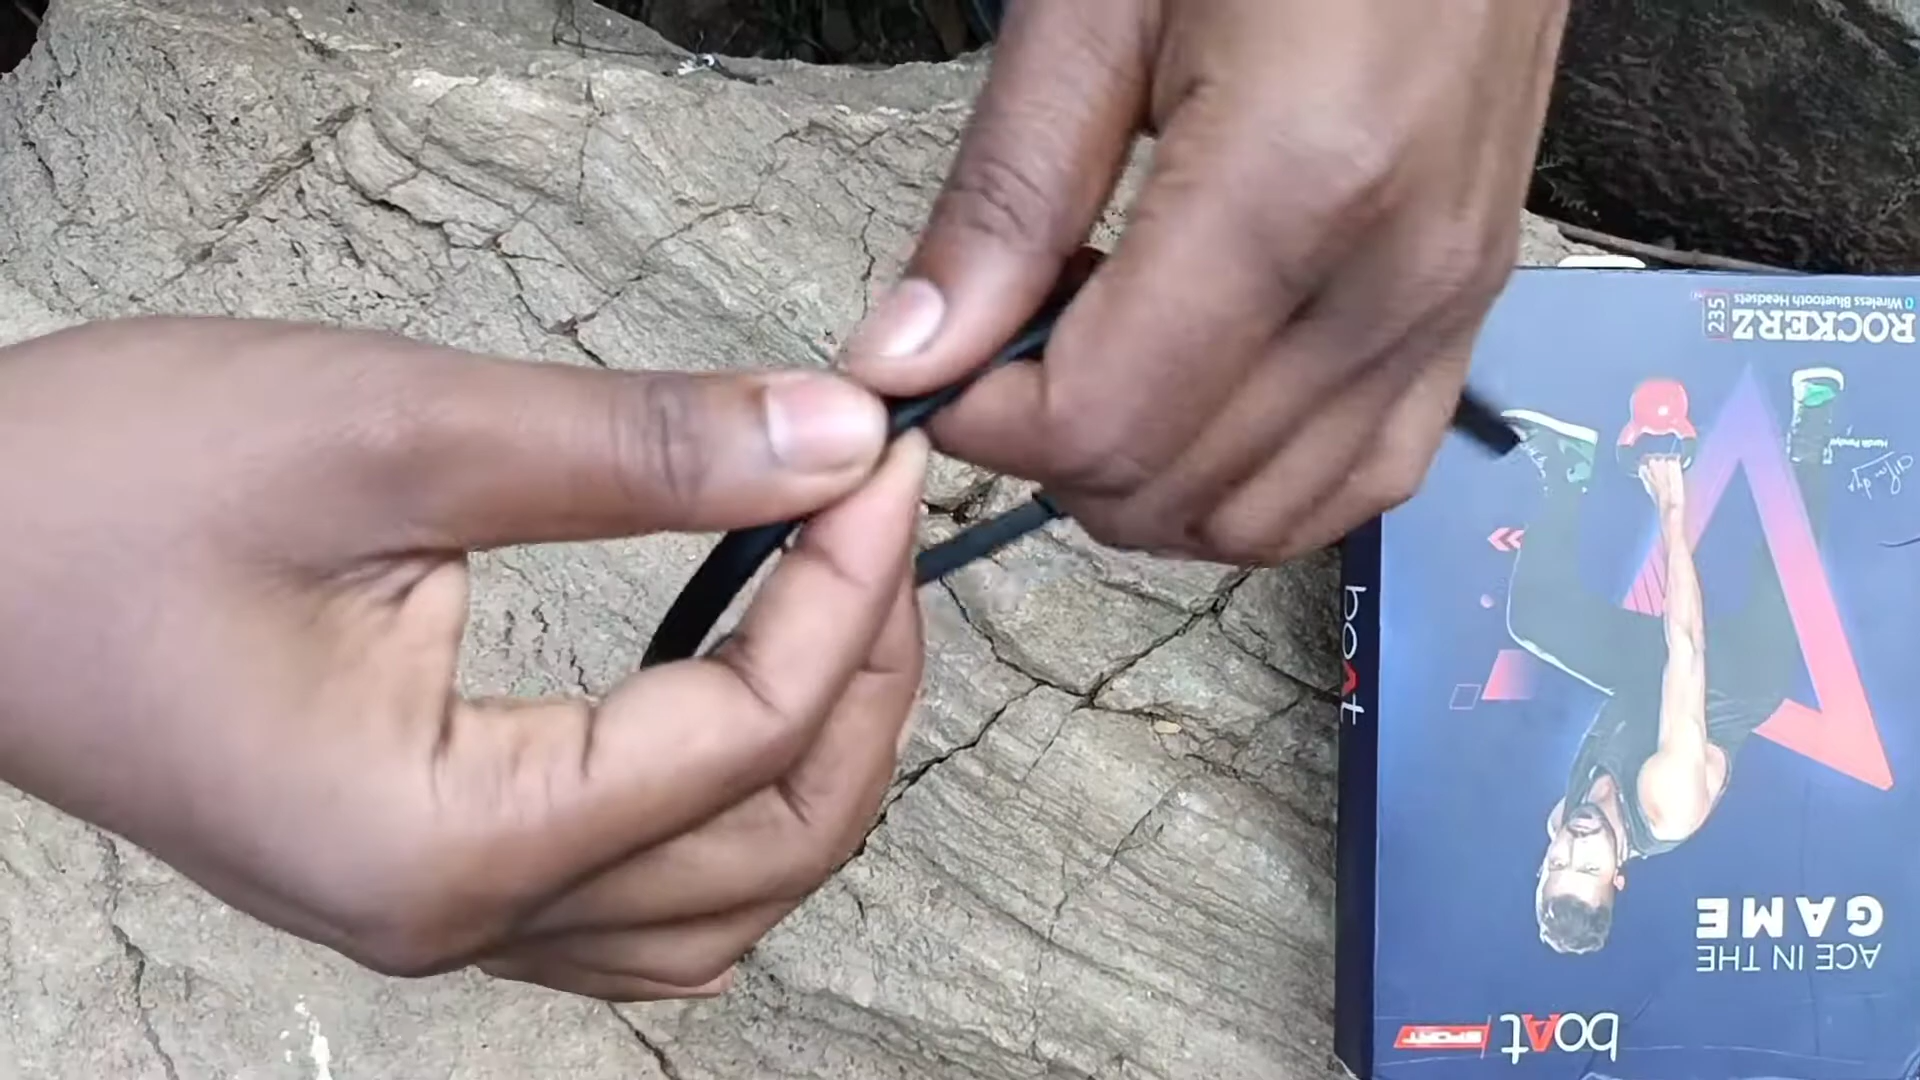 boAt SPORT
ACE IN THE
GAME
ROCKERZ 235
Wireless Bluetooth Headsets
boAt